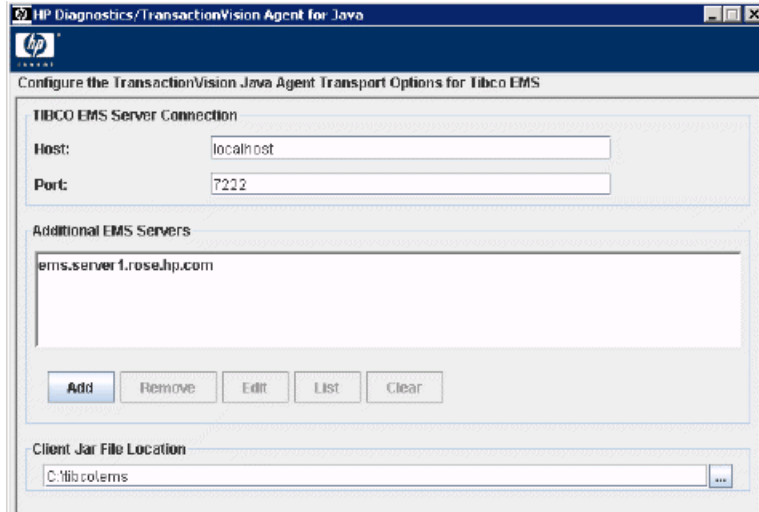 HP Diagnostics/TransactionVision Agent for Java
hp
invent
Configure the TransactionVision Java Agent Transport Options for Tibco EMS
TIBCO EMS Server Connection
Host: localhost
Port: 7222
Additional EMS Servers
ems.server1.rose.hp.com
Add Remove Edit List Clear
Client Jar File Location
C:\tibco\ems ...